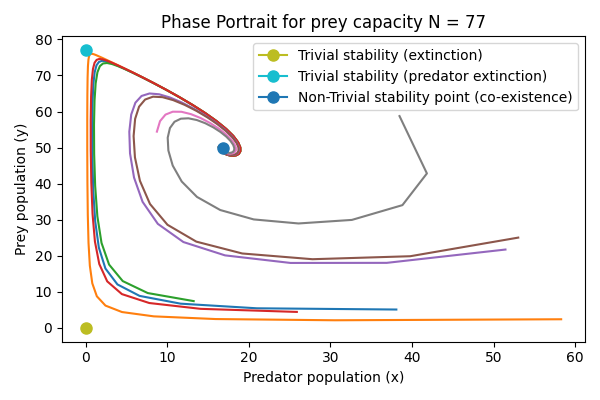 Phase Portrait for prey capacity N = 77
Trivial stability (extinction)
Trivial stability (predator extinction)
Non-Trivial stability point (co-existence)
Prey population (y)
80
70
60
50
40
30
20
10
0
0 10 20 30 40 50 60
Predator population (x)